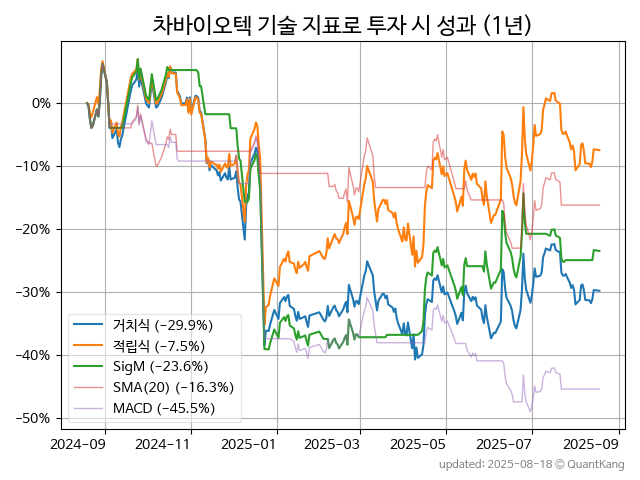 차바이오텍 기술 지표로 투자 시 성과 (1년)
0%
−10%
−20%
−30%
−40%
−50%
거치식 (−29.9%)
적립식 (−7.5%)
SigM (−23.6%)
SMA(20) (−16.3%)
MACD (−45.5%)
2024−09 2024−11 2025−01 2025−03 2025−05 2025−07 2025−09
updated: 2025−08−18 © QuantKang